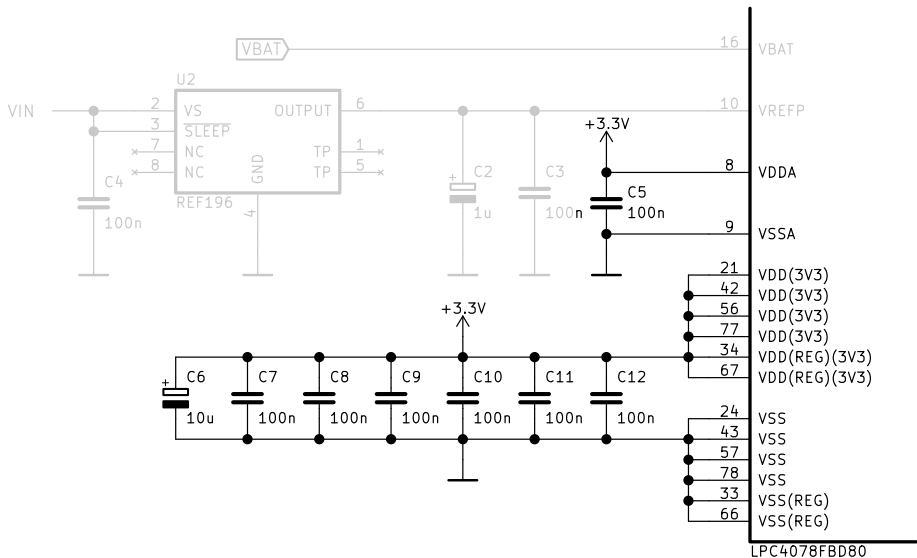 VBAT 16 VBAT
U2
VIN 2 VS OUTPUT 6 10 VREFP
3 SLEEP +3.3V
7 NC TP 1
8 NC GND TP 5 8 VDDA
C4 C2 C3 C5
+ 
100n REF196 4 1u 100n 100n
9 VSSA
21 VDD(3V3)
42 VDD(3V3)
+3.3V 56 VDD(3V3)
77 VDD(3V3)
34 VDD(REG)(3V3)
C6 C7 C8 C9 C10 C11 C12 67 VDD(REG)(3V3)
+
10u 100n 100n 100n 100n 100n 100n 24 VSS
43 VSS
57 VSS
78 VSS
33 VSS(REG)
66 VSS(REG)
LPC4078FBD80